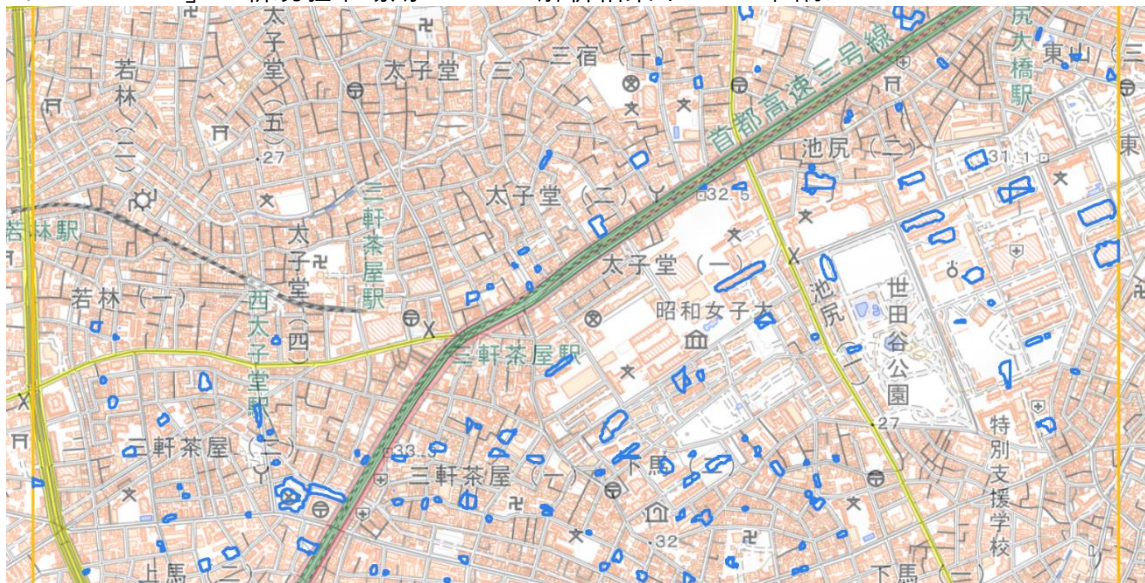 三宿(一)
太子堂(三)
太子堂(五)
若林(二)
首都高速三号線
尻大橋駅
東山(三
池尻(二)
31.1
東
27
太子堂(二)
32.5
三軒茶屋駅
若林駅
太子堂(四)
太子堂(一)
若林(一)
西太子堂駅
昭和女子大
池尻(一)
世田谷公園
三軒茶屋駅
27
特別支援学校
三軒茶屋(二)
33.3
三軒茶屋(一)
下馬(二)
32
上馬(二)
下馬(一)